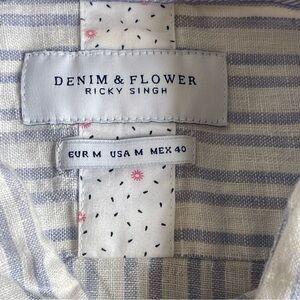 DENIM & FLOWER
RICKY SINGH
EUR M USA M MEX 40